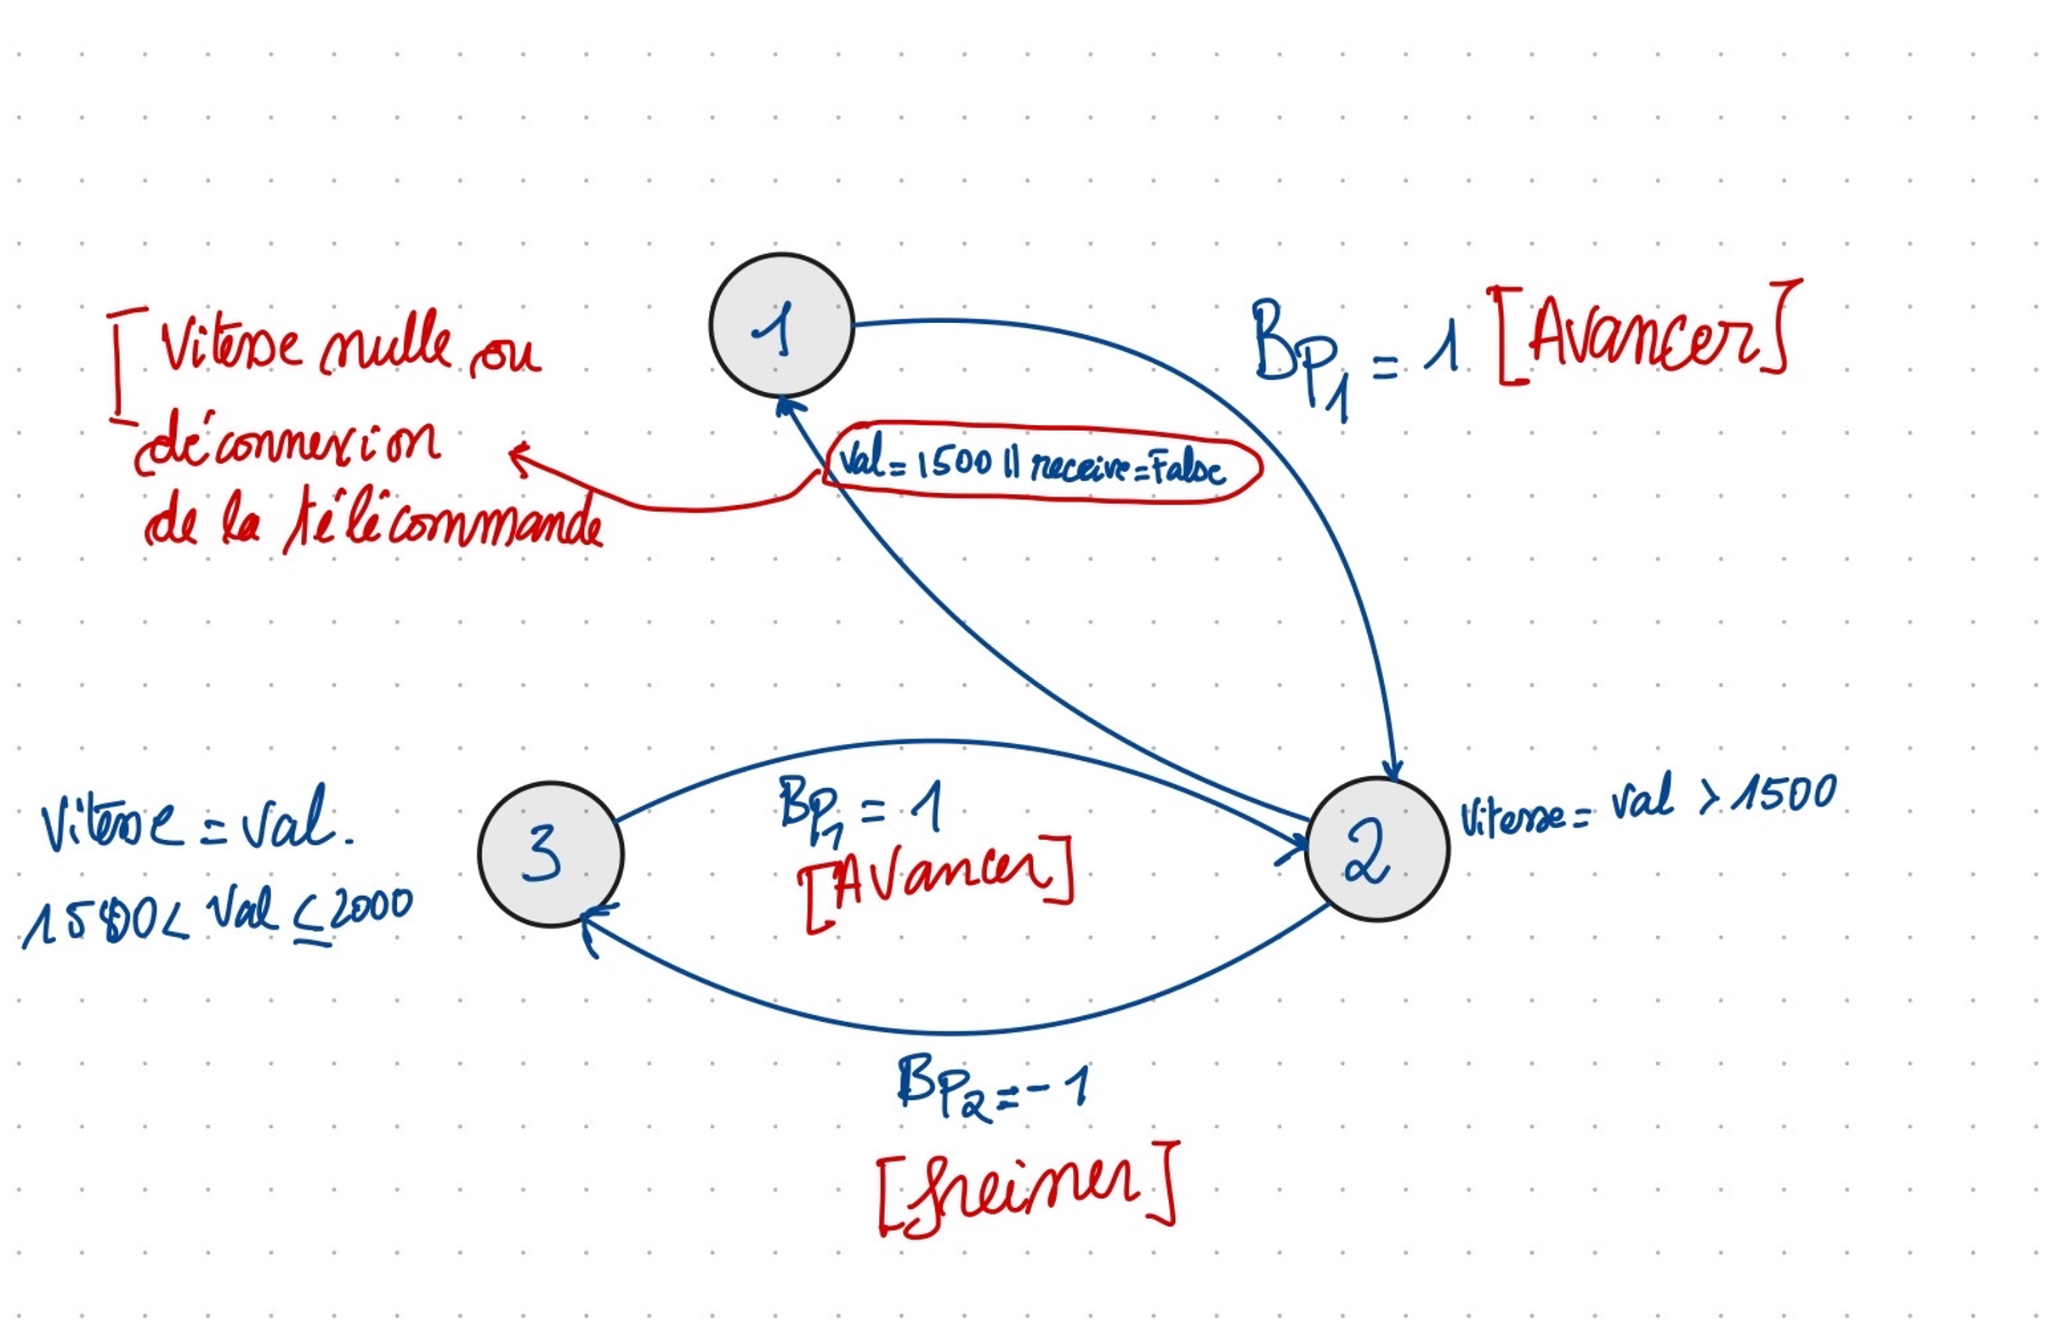 1
BP1 = 1 [Avancer]
[Vitesse nulle ou
déconnexion
de la télécommande
Val = 1500 || receive = False
Vitesse = Val.
1500 < Val ≤ 2000
3
BP1 = 1
[Avancer]
2
Vitesse = Val > 1500
BP2 = -1
[freiner]